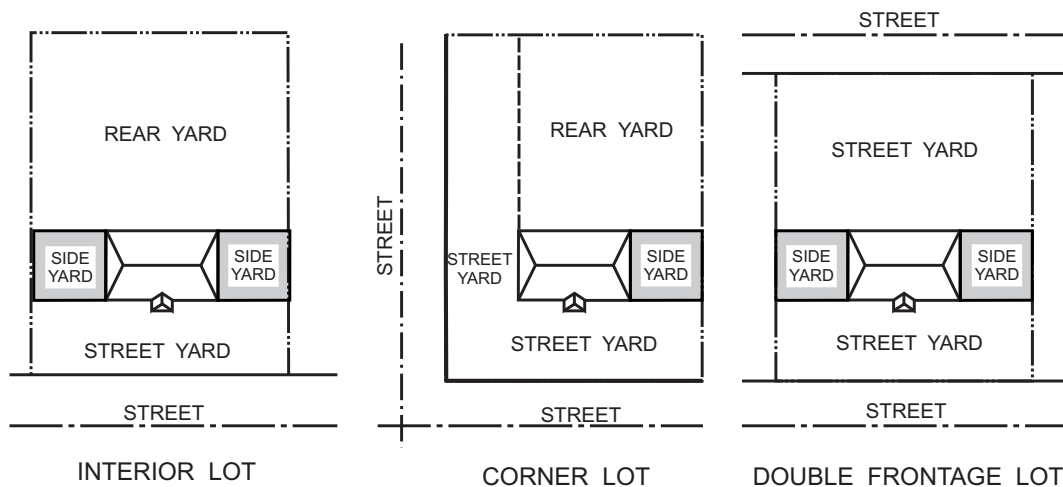 REAR YARD
SIDE
YARD
SIDE
YARD
STREET YARD
STREET
INTERIOR LOT
STREET
REAR YARD
STREET
YARD
SIDE
YARD
STREET YARD
STREET
CORNER LOT
STREET
STREET YARD
SIDE
YARD
SIDE
YARD
STREET YARD
STREET
DOUBLE FRONTAGE LOT